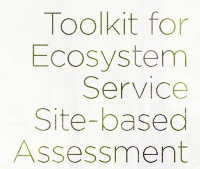 Toolkit for
Ecosystem
Service
Site-based
Assessment